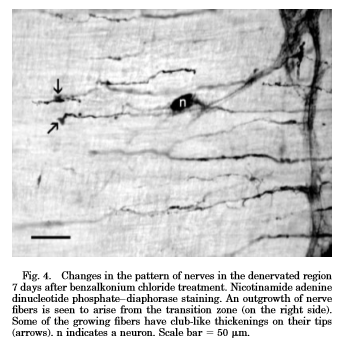 n
Fig. 4. Changes in the pattern of nerves in the denervated region
7 days after benzalkonium chloride treatment. Nicotinamide adenine
dinucleotide phosphate–diaphorase staining. An outgrowth of nerve
fibers is seen to arise from the transition zone (on the right side).
Some of the growing fibers have club-like thickenings on their tips
(arrows). n indicates a neuron. Scale bar = 50 μm.